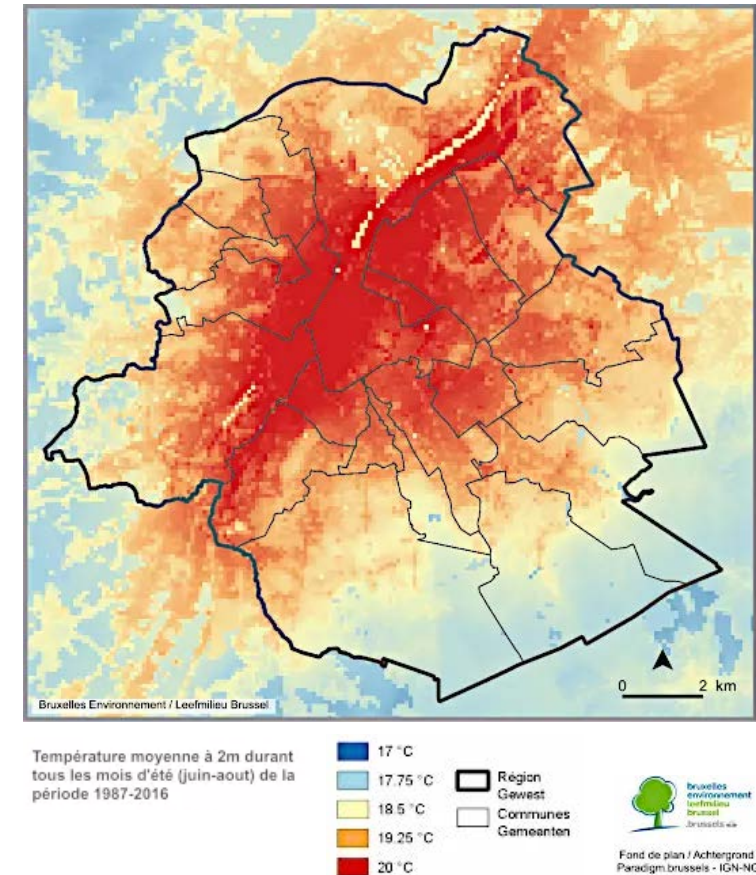 0 2 km
Bruxelles Environnement / Leefmilieu Brussel
Température moyenne à 2m durant
tous les mois d'été (juin-aout) de la
période 1987-2016
17 °C
17.75 °C
18.5 °C
19.25 °C
20 °C
Région
Gewest
Communes
Gemeenten
bruxelles
environnement
leefmilieu
brussel
.brussels
Fond de plan / Achtergrond
Paradigm.brussels - IGN-NG